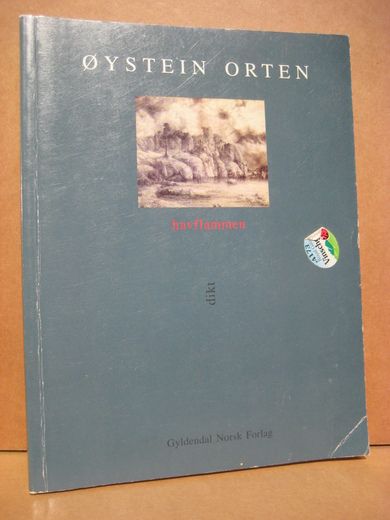 ØYSTEIN ORTEN
havflammen
dikt
Gyldendal Norsk Forlag